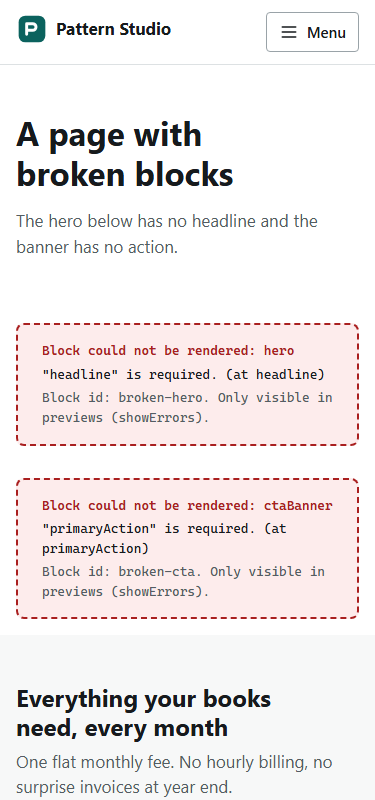 Pattern Studio
Menu
A page with
broken blocks
The hero below has no headline and the
banner has no action.
Block could not be rendered: hero
"headline" is required. (at headline)
Block id: broken-hero. Only visible in
previews (showErrors).
Block could not be rendered: ctaBanner
"primaryAction" is required. (at
primaryAction)
Block id: broken-cta. Only visible in
previews (showErrors).
Everything your books
need, every month
One flat monthly fee. No hourly billing, no
surprise invoices at year end.